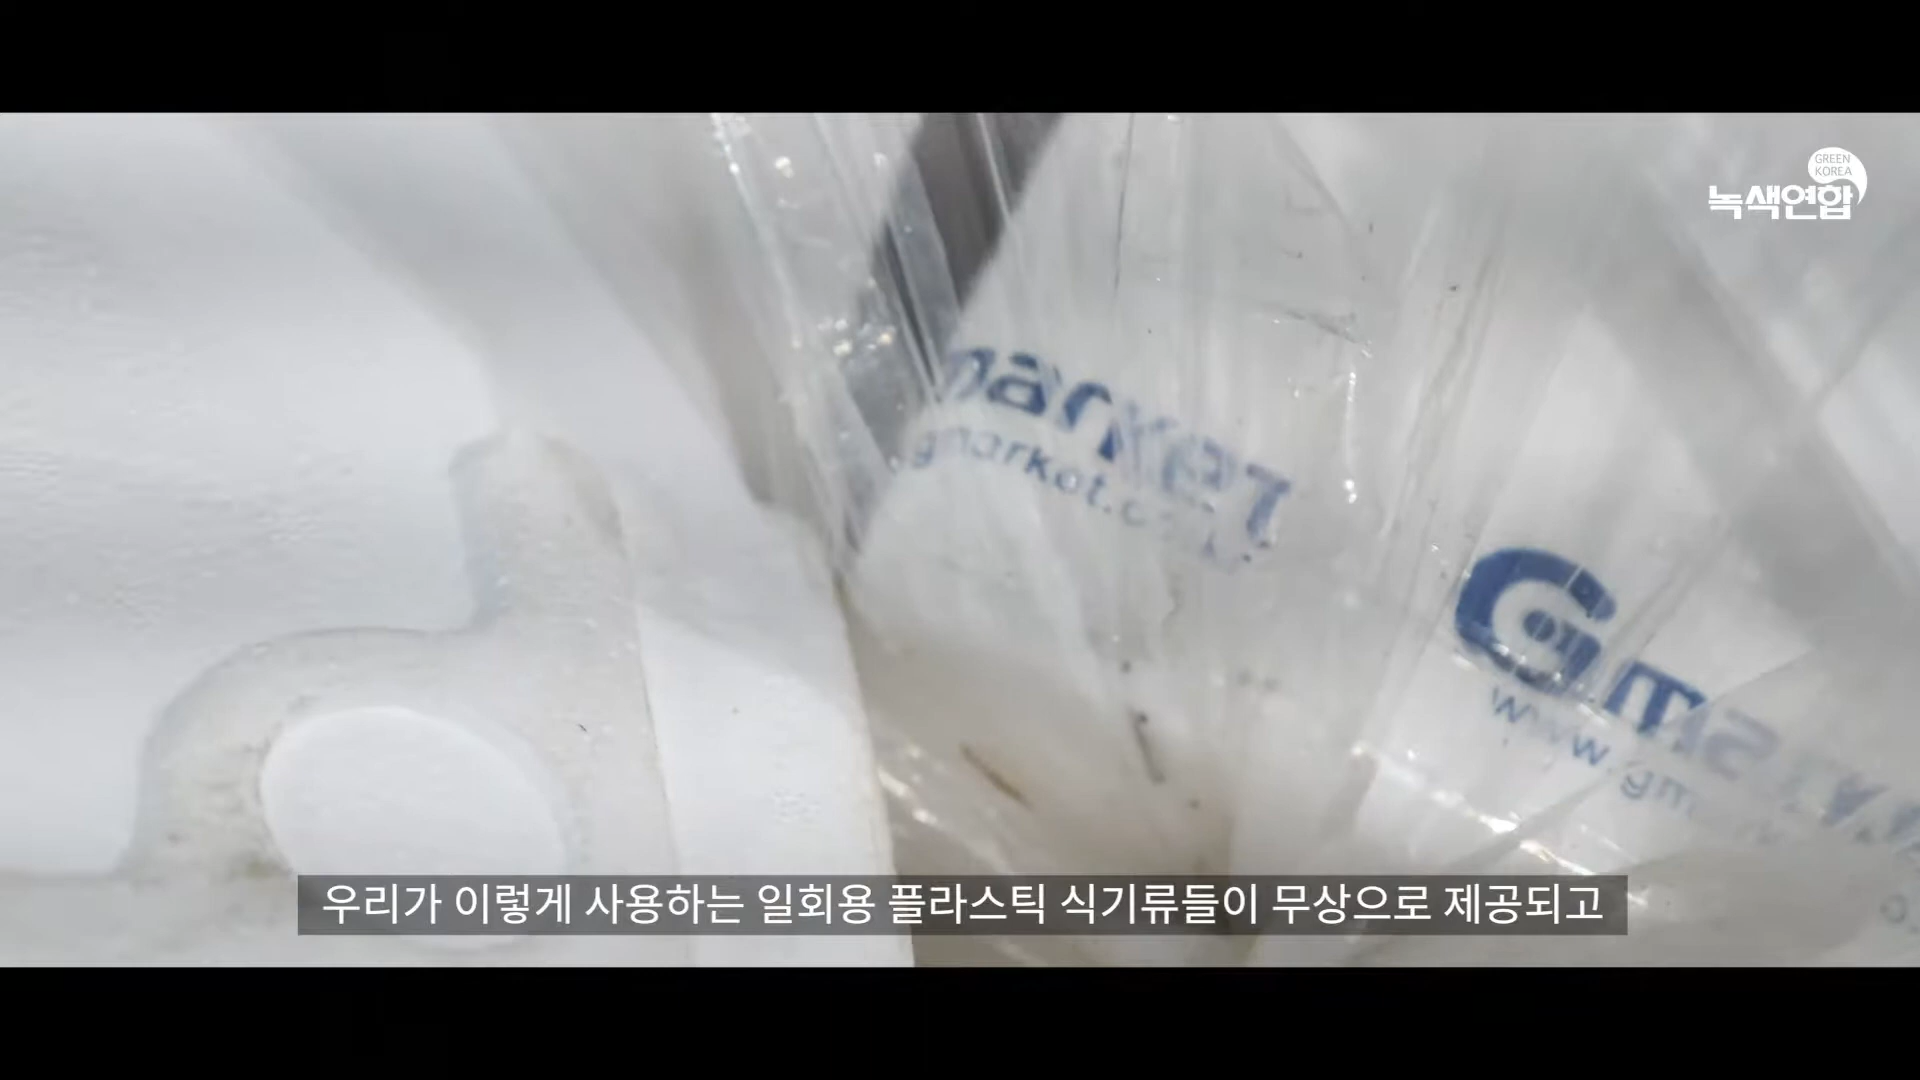 GREEN
KOREA
녹색연합
market
gmarket.c
Gm
www.gm
우리가 이렇게 사용하는 일회용 플라스틱 식기류들이 무상으로 제공되고